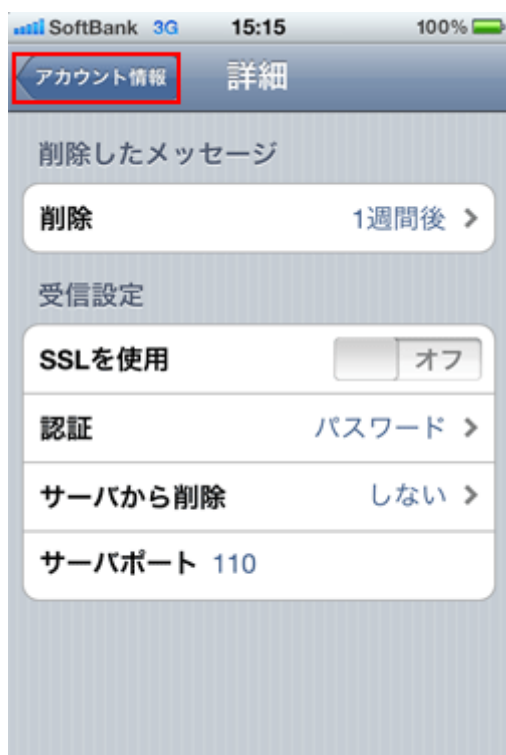 SoftBank 3G 15:15 100%
アカウント情報 詳細
削除したメッセージ
削除 1週間後
受信設定
SSLを使用 オフ
認証 パスワード
サーバから削除 しない
サーバポート 110